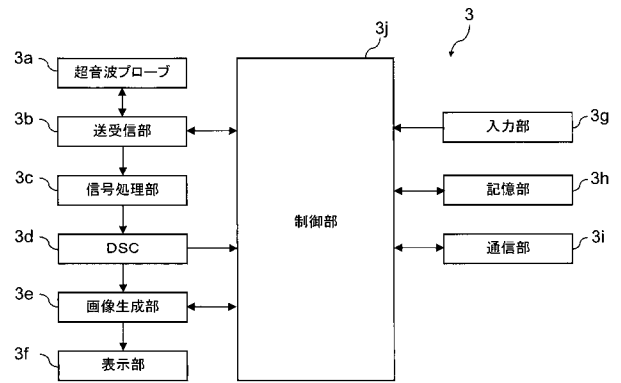 3
3j
3a
超音波プローブ
3b
送受信部
3c
信号処理部
3d
DSC
3e
画像生成部
3f
表示部
制御部
入力部
3g
記憶部
3h
通信部
3i